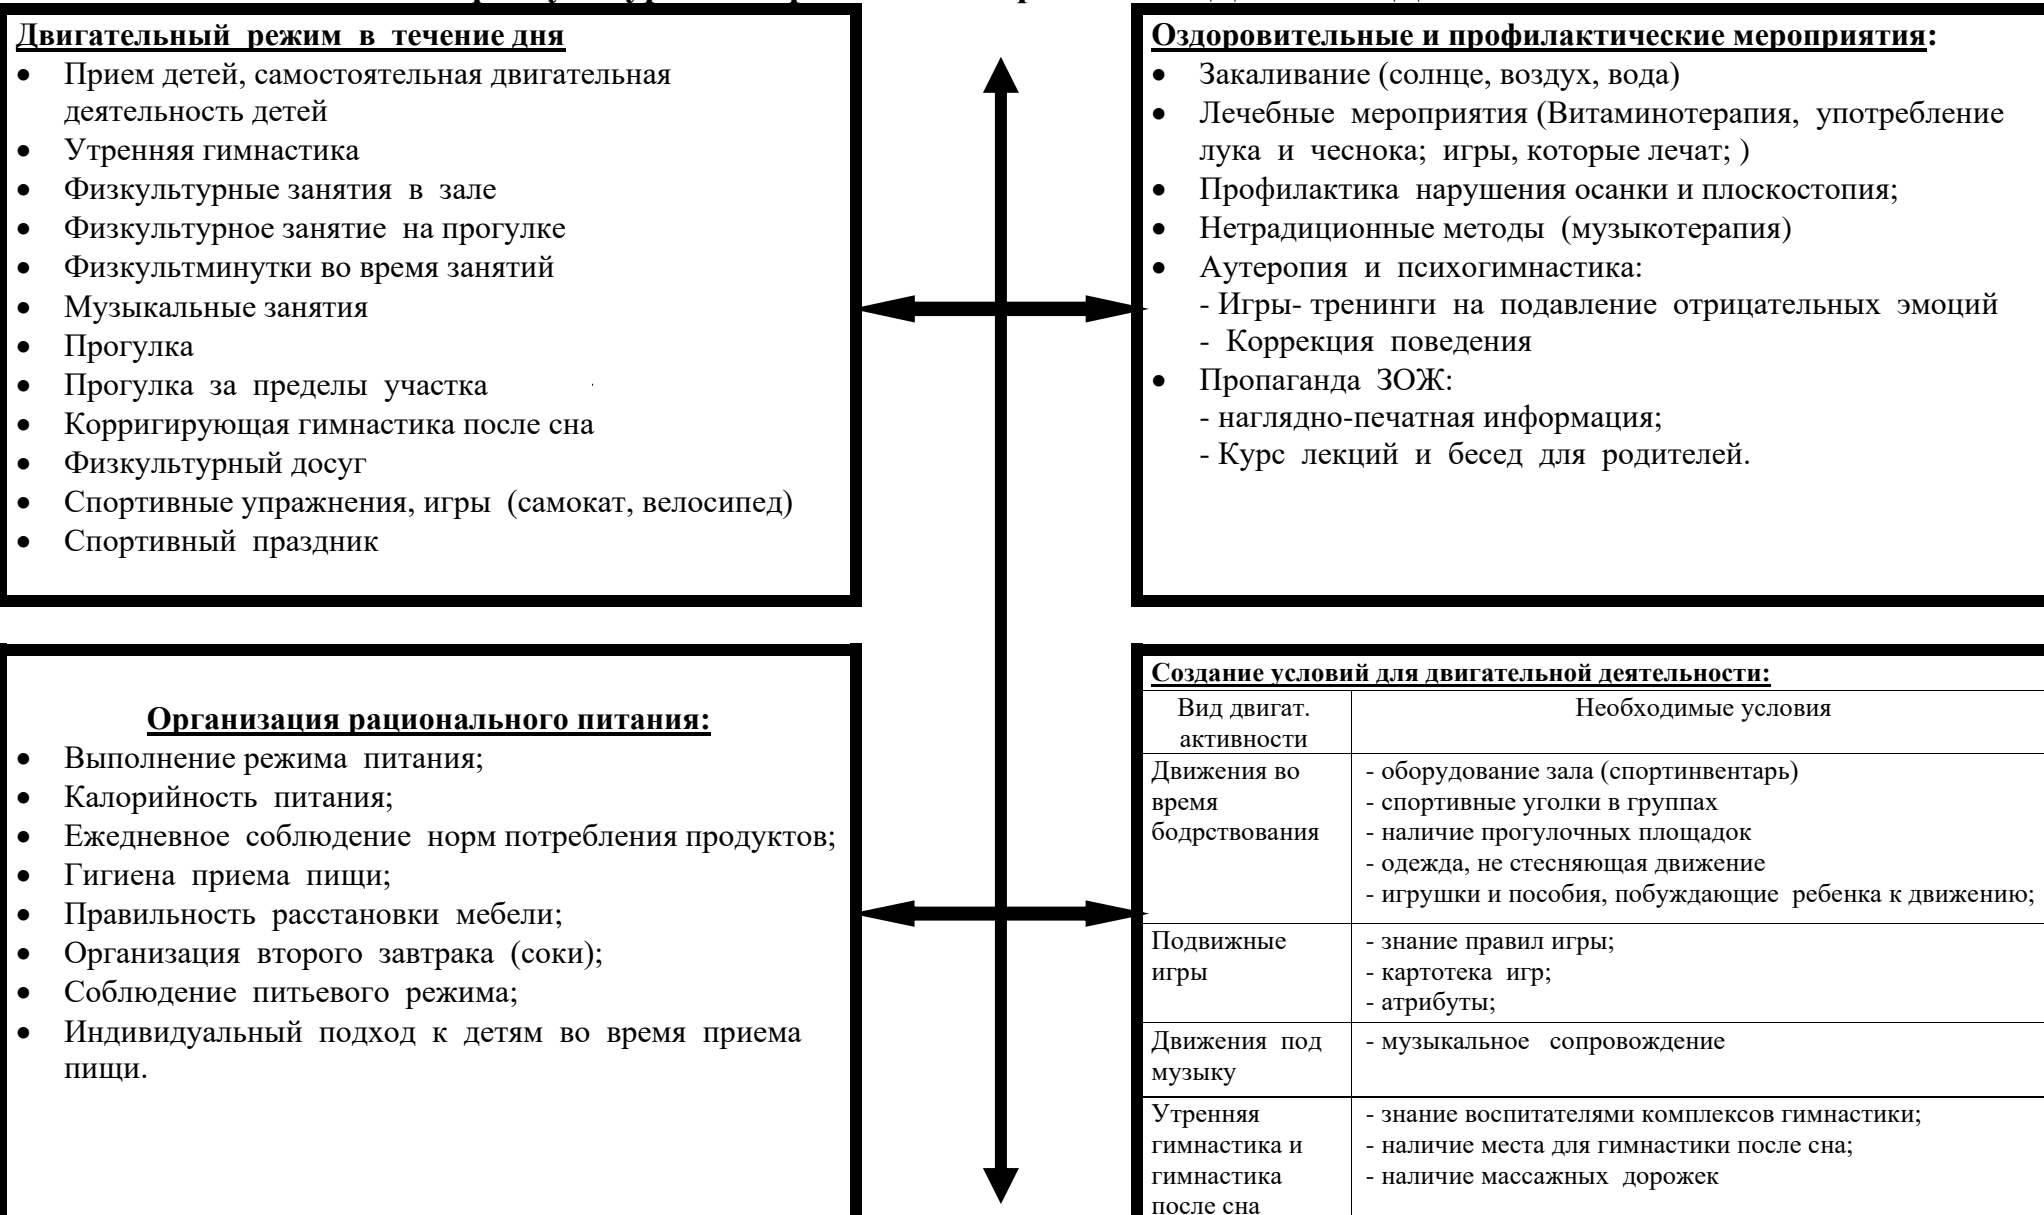 Двигательный режим в течение дня
• Прием детей, самостоятельная двигательная
деятельность детей
• Утренняя гимнастика
• Физкультурные занятия в зале
• Физкультурное занятие на прогулке
• Физкультминутки во время занятий
• Музыкальные занятия
• Прогулка
• Прогулка за пределы участка
• Корригирующая гимнастика после сна
• Физкультурный досуг
• Спортивные упражнения, игры (самокат, велосипед)
• Спортивный праздник
Оздоровительные и профилактические мероприятия:
• Закаливание (солнце, воздух, вода)
• Лечебные мероприятия (Витаминотерапия, употребление
лука и чеснока; игры, которые лечат; )
• Профилактика нарушения осанки и плоскостопия;
• Нетрадиционные методы (музыкотерапия)
• Аутеропия и психогимнастика:
- Игры- тренинги на подавление отрицательных эмоций
- Коррекция поведения
• Пропаганда ЗОЖ:
- наглядно-печатная информация;
- Курс лекций и бесед для родителей.
Организация рационального питания:
• Выполнение режима питания;
• Калорийность питания;
• Ежедневное соблюдение норм потребления продуктов;
• Гигиена приема пищи;
• Правильность расстановки мебели;
• Организация второго завтрака (соки);
• Соблюдение питьевого режима;
• Индивидуальный подход к детям во время приема
пищи.
Создание условий для двигательной деятельности:
Вид двигат.
активности
Необходимые условия
Движения во
время
бодрствования
- оборудование зала (спортинвентарь)
- спортивные уголки в группах
- наличие прогулочных площадок
- одежда, не стесняющая движение
- игрушки и пособия, побуждающие ребенка к движению;
Подвижные
игры
- знание правил игры;
- картотека игр;
- атрибуты;
Движения под
музыку
- музыкальное сопровождение
Утренняя
гимнастика и
гимнастика
после сна
- знание воспитателями комплексов гимнастики;
- наличие места для гимнастики после сна;
- наличие массажных дорожек